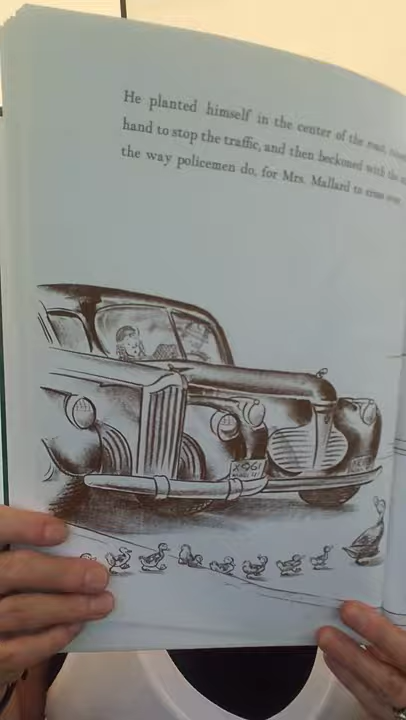 He planted himself in the center of the road,
hand to stop the traffic, and then beckoned with the
the way policemen do, for Mrs. Mallard to cross over.